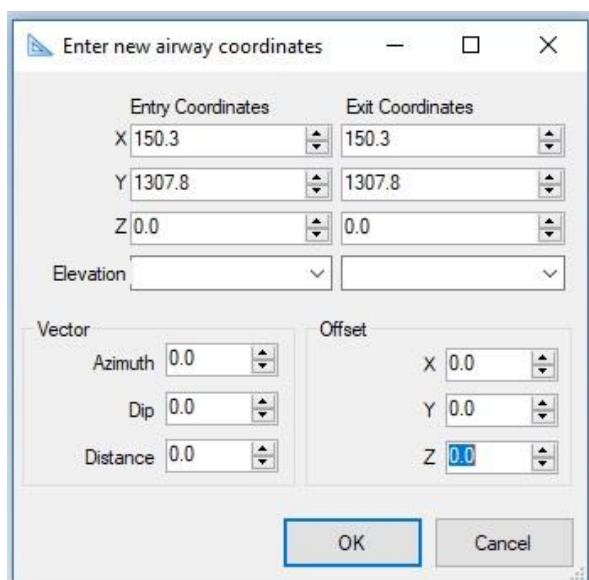 Enter new airway coordinates
Entry Coordinates Exit Coordinates
X 150.3 150.3
Y 1307.8 1307.8
Z 0.0 0.0
Elevation
Vector Offset
Azimuth 0.0 X 0.0
Dip 0.0 Y 0.0
Distance 0.0 Z 0.0
OK Cancel